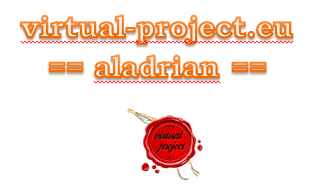 virtual-project.eu
== aladrian ==
virtual
project